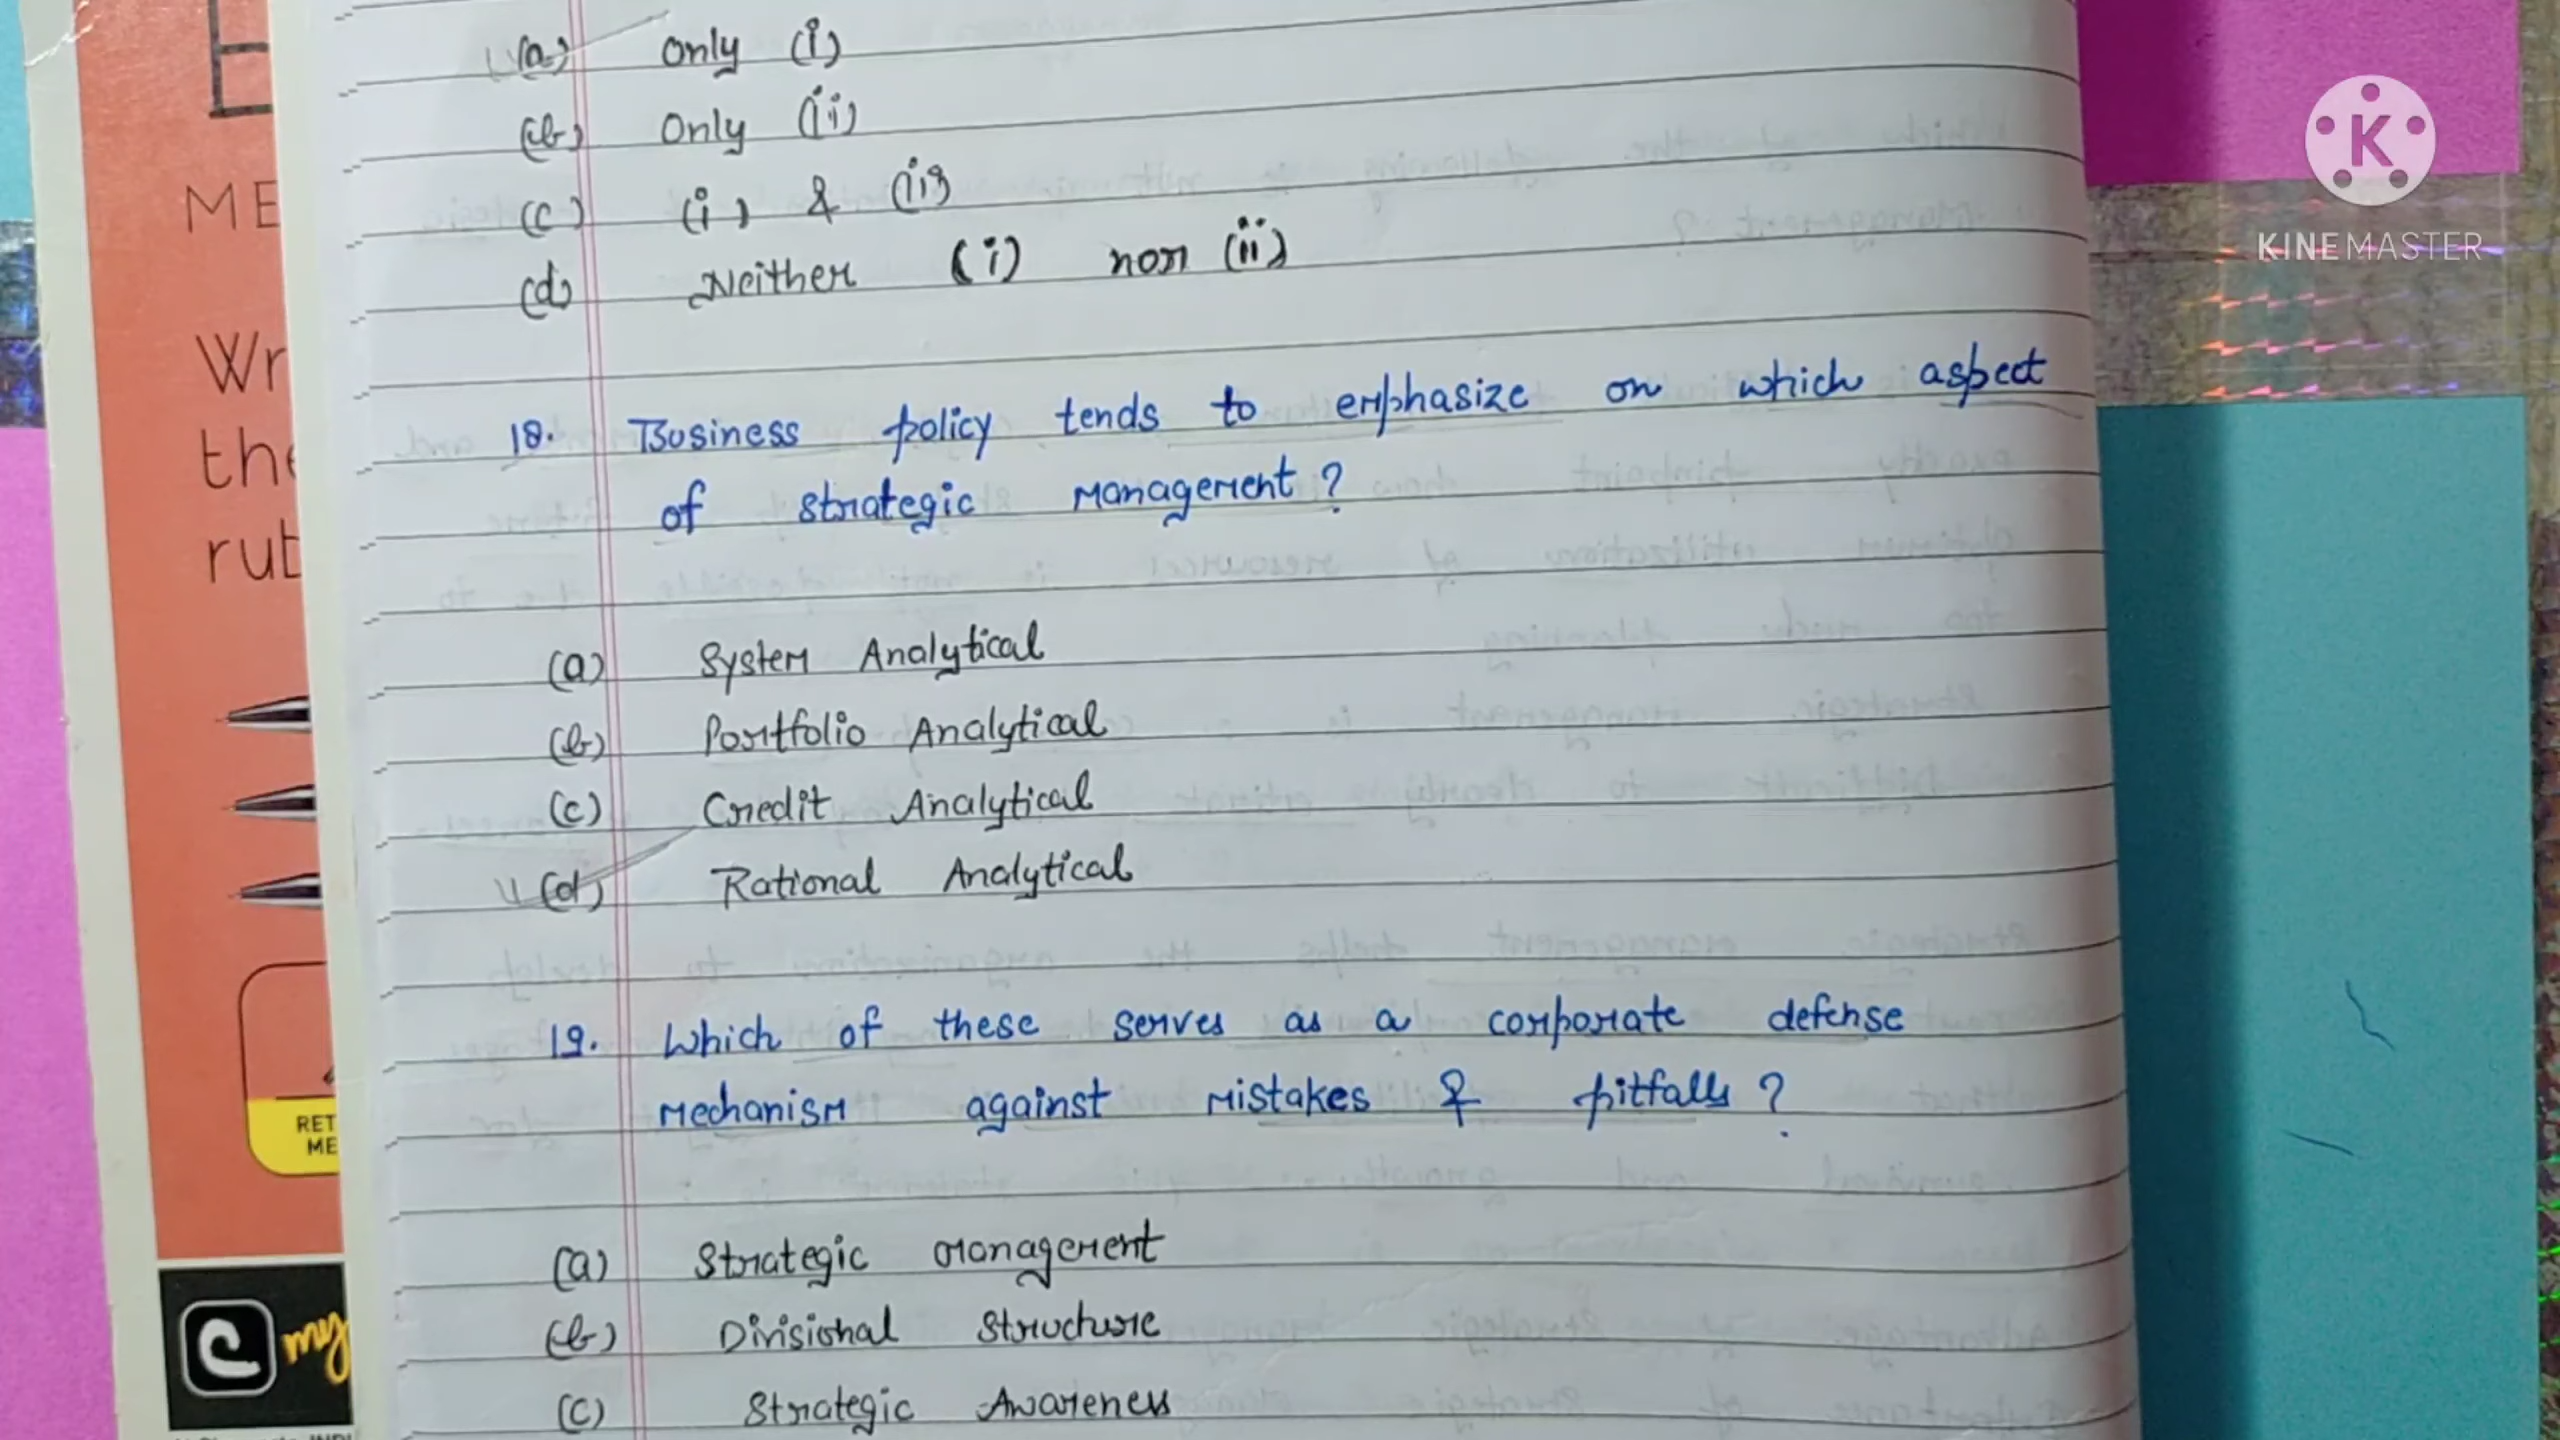 (a) Only (i)
(b) Only (ii)
(c) (i) & (ii)
(d) Neither (i) nor (ii)
18. Business policy tends to emphasize on which aspect
of strategic management?
(a) System Analytical
(b) Portfolio Analytical
(c) Credit Analytical
(d) Rational Analytical
19. Which of these serves as a corporate defense
mechanism against mistakes & pitfalls?
(a) Strategic management
(b) Divisional Structure
(c) Strategic Awareness
ME
Wr
the
rub
RET
ME
C my
K
KINEMASTER